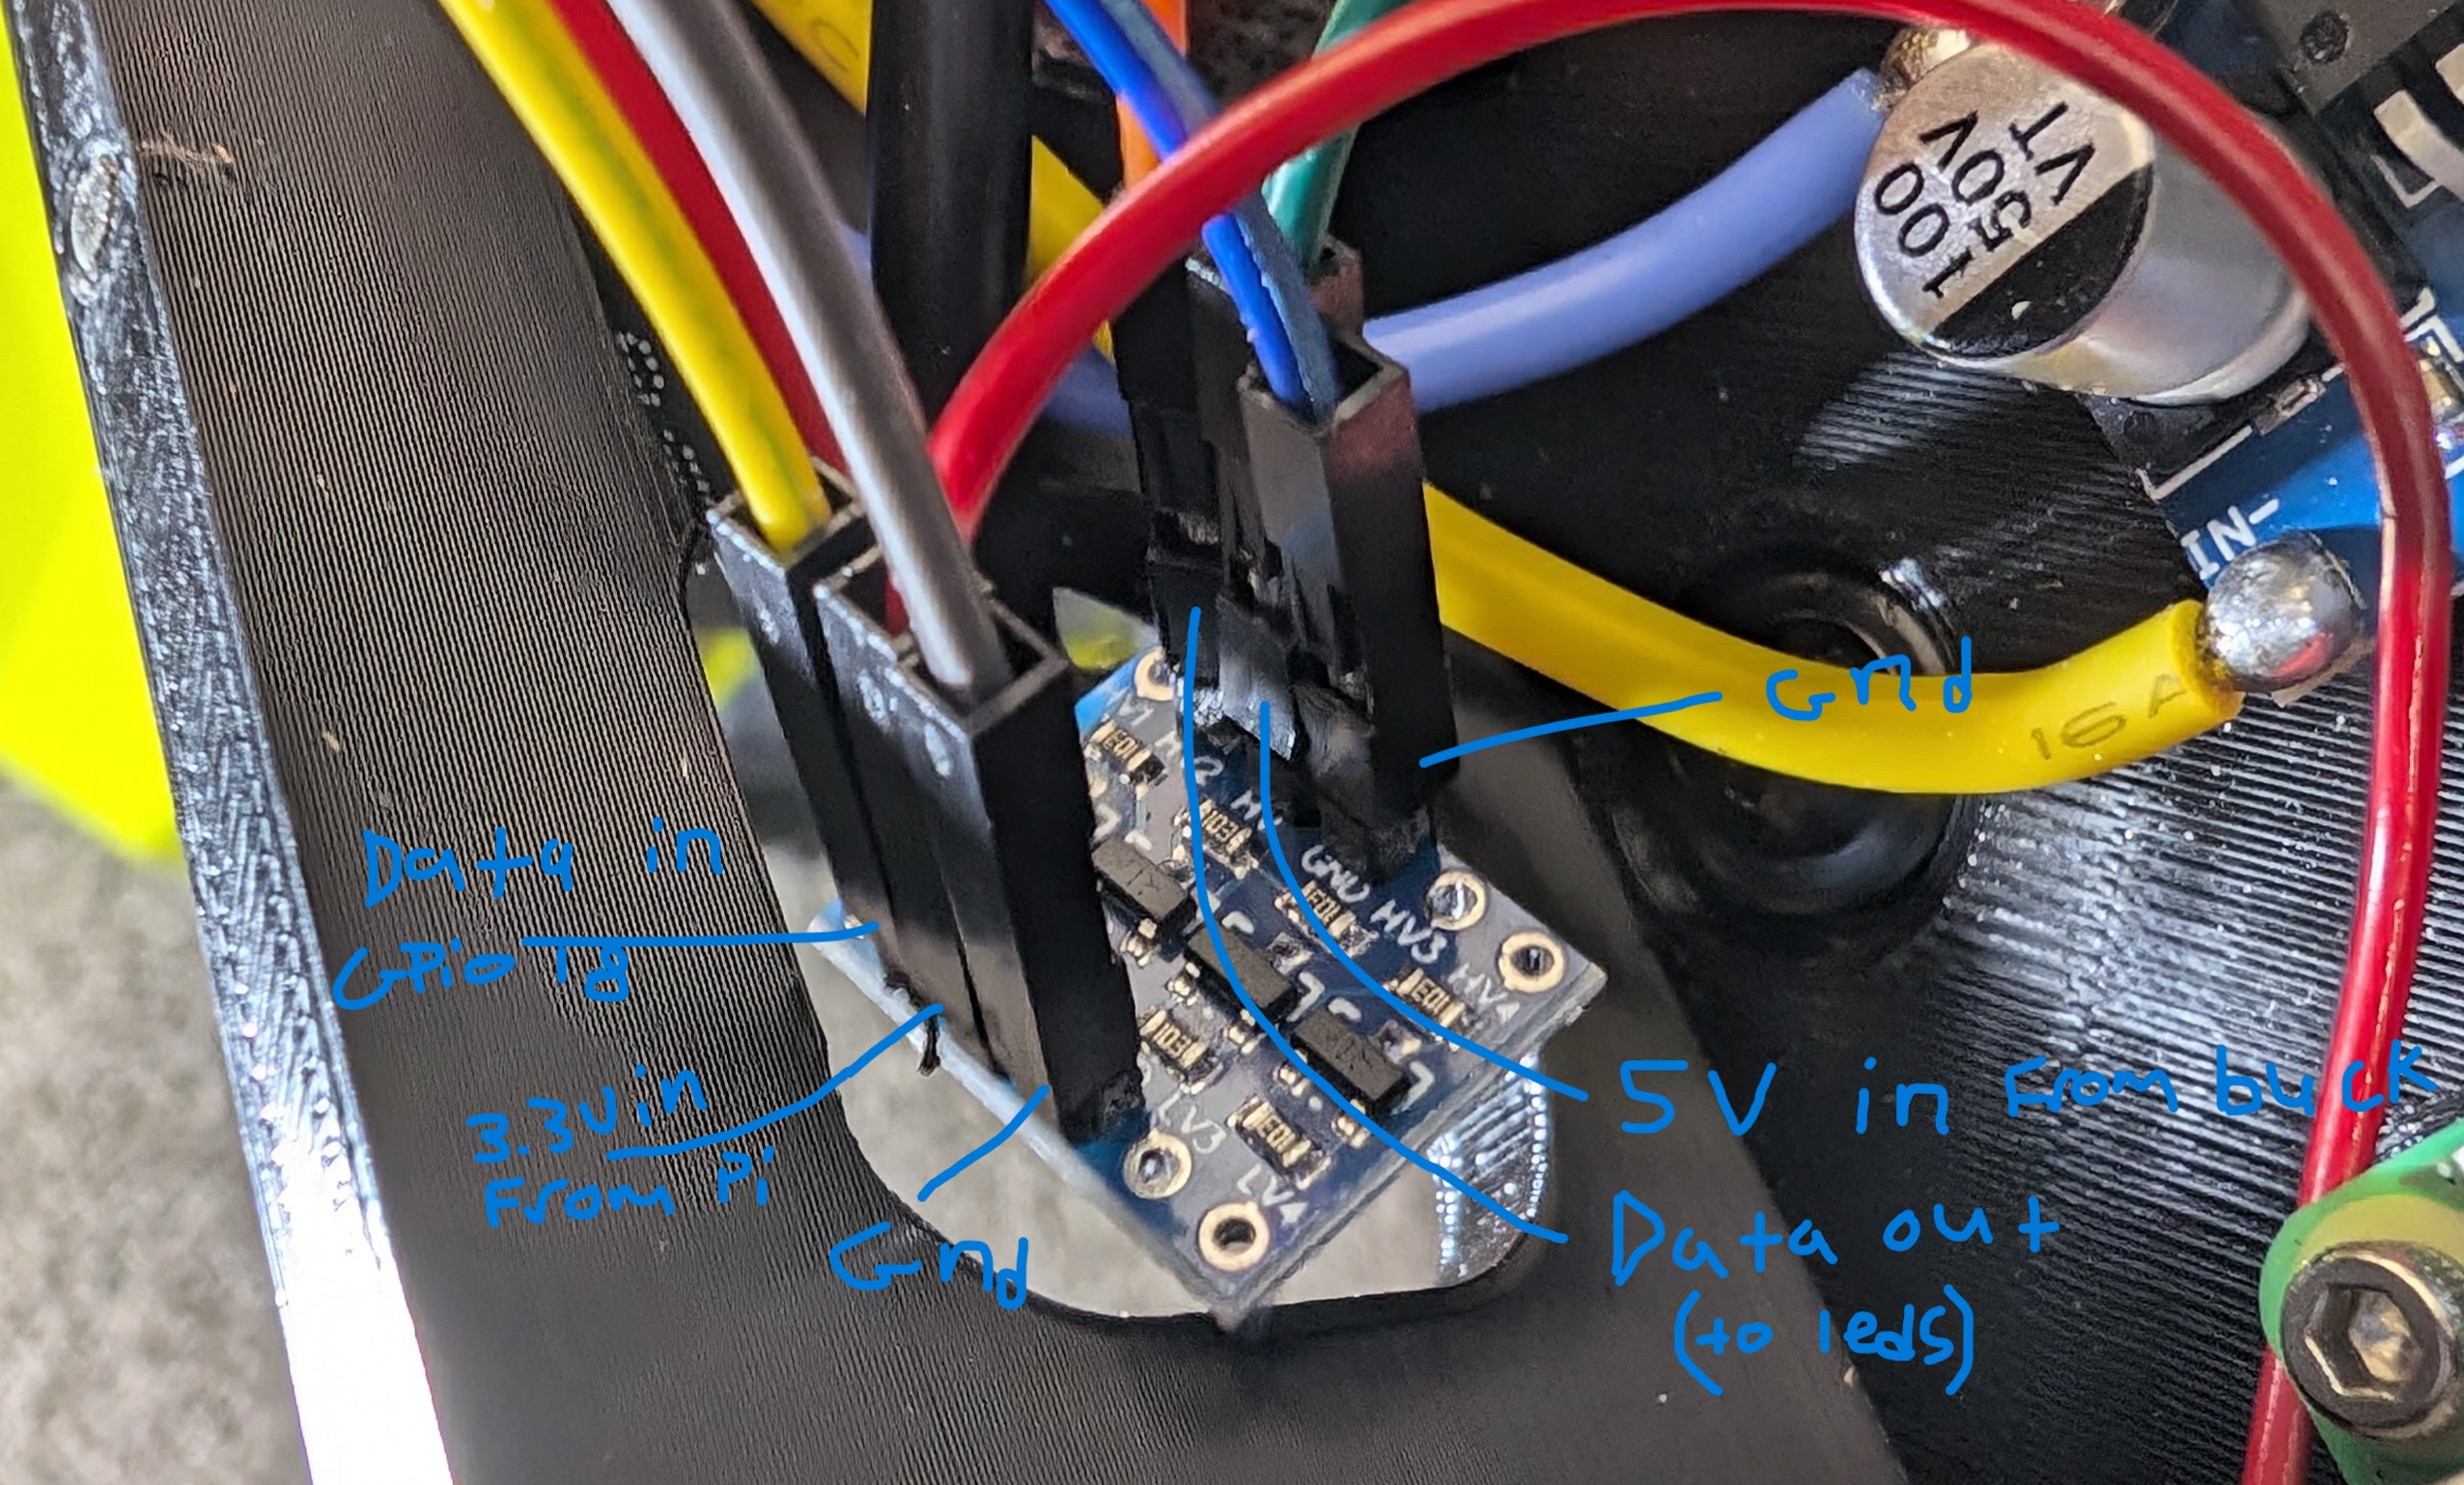 100
50V
VT
IN-
16A
Gnd
Data in
GPio 18
3.3v in
From Pi
Gnd
GND
HV3
HV4
LV3
LV4
5V in From buck
Data out
(to leds)